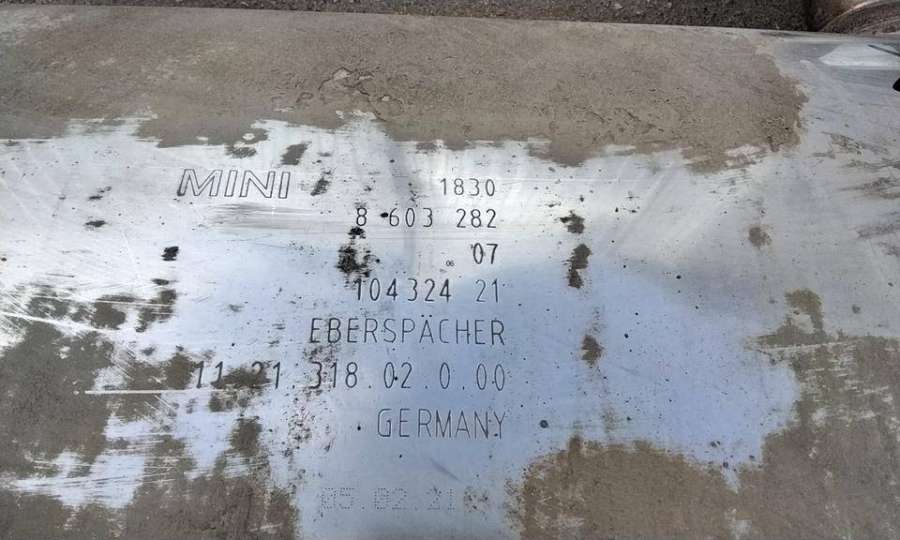 MINI 1830
8 603 282
06 07
104324 21
EBERSPÄCHER
11.21.318.02.0.00
GERMANY
05.02.21